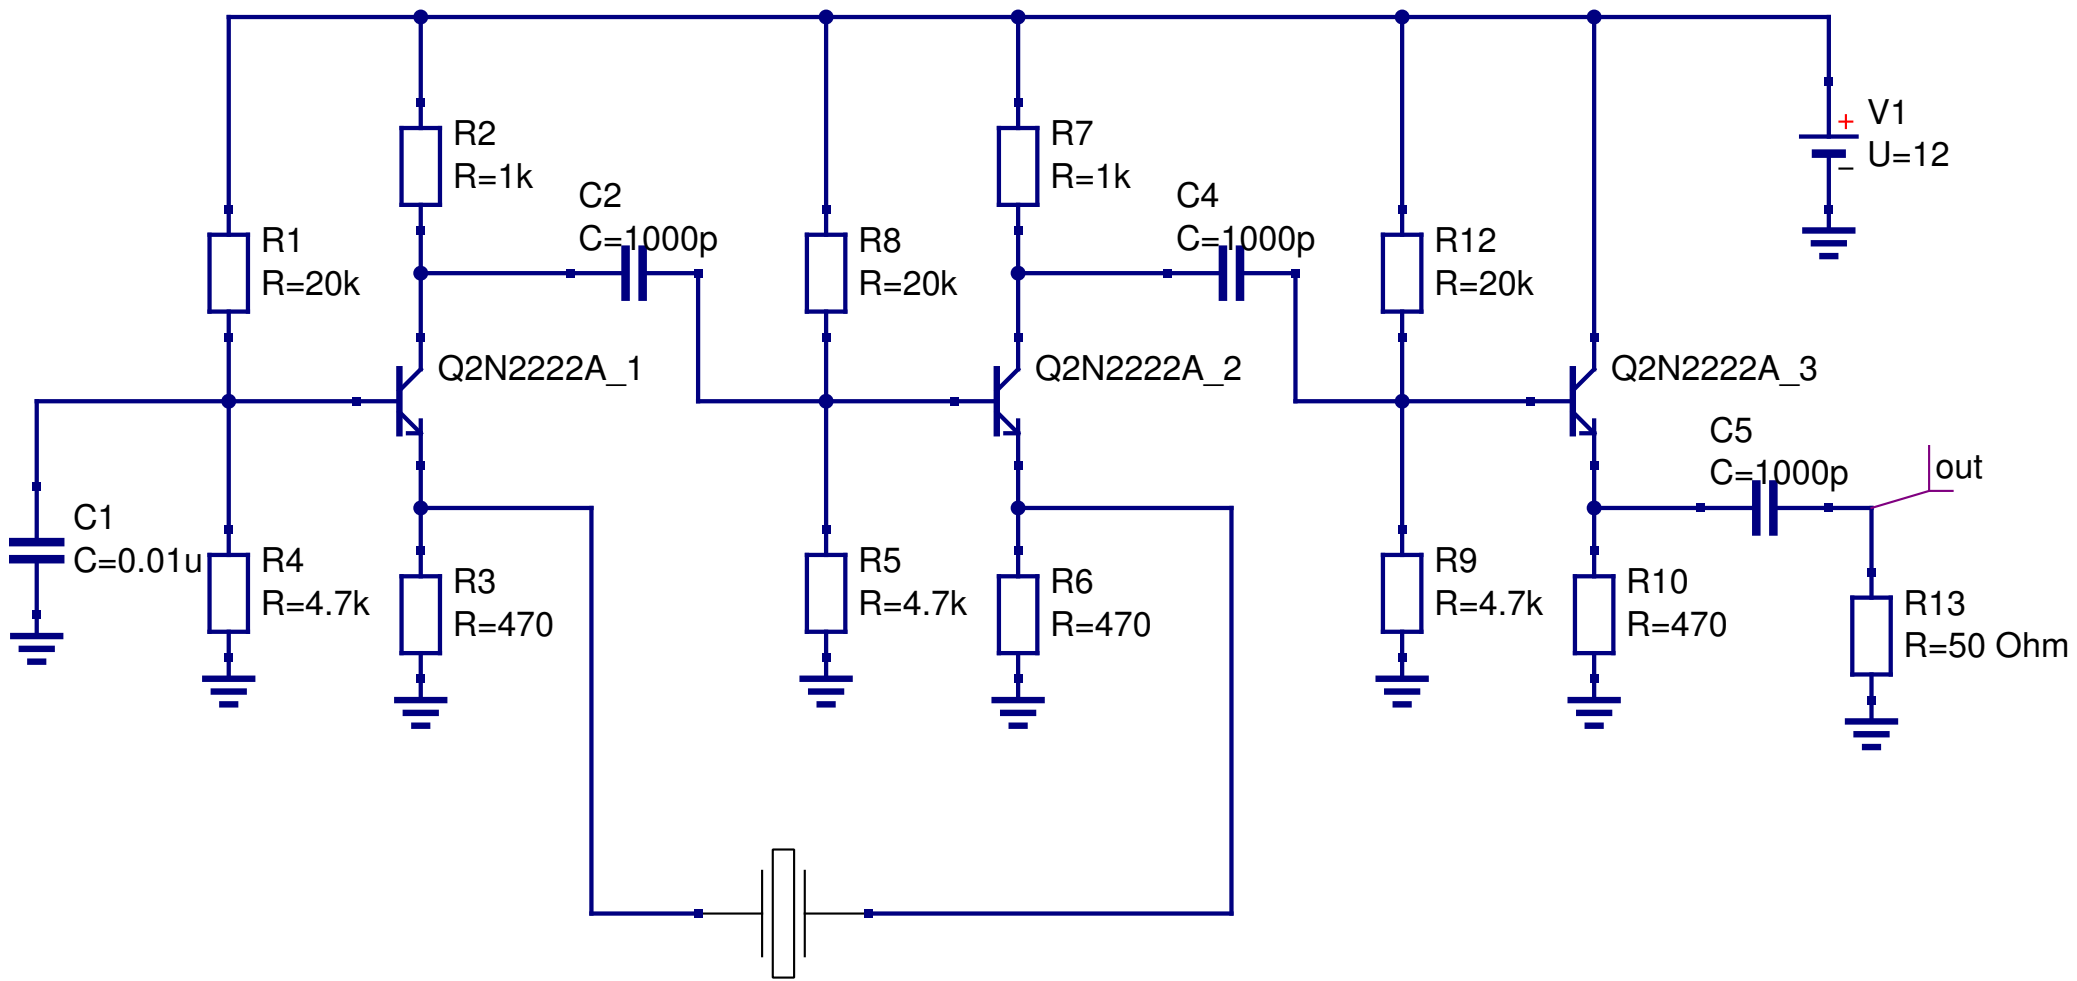 R2
R=1k
C2
C=1000p
R1
R=20k
Q2N2222A_1
C1
C=0.01u
R4
R=4.7k
R3
R=470
R7
R=1k
C4
C=1000p
R8
R=20k
Q2N2222A_2
R5
R=4.7k
R6
R=470
R12
R=20k
Q2N2222A_3
C5
C=1000p
out
R9
R=4.7k
R10
R=470
R13
R=50 Ohm
+
V1
U=12
−